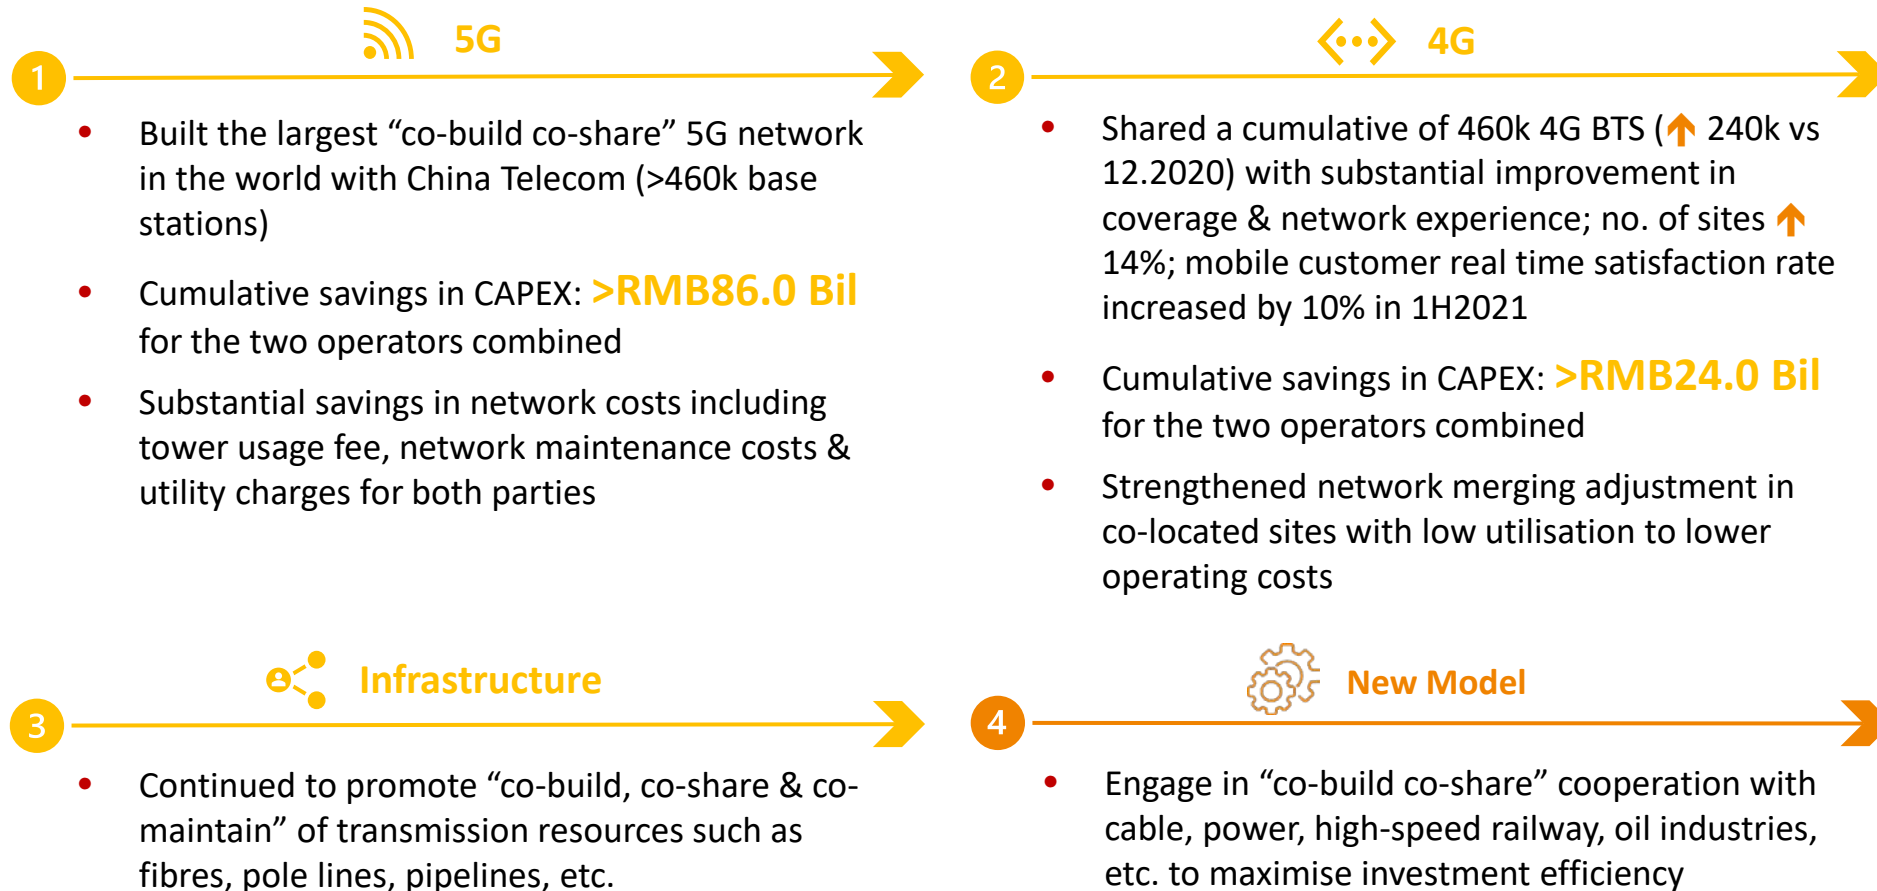 5G
1
• Built the largest “co-build co-share” 5G network
in the world with China Telecom (>460k base
stations)
• Cumulative savings in CAPEX: >RMB86.0 Bil
for the two operators combined
• Substantial savings in network costs including
tower usage fee, network maintenance costs &
utility charges for both parties
4G
2
• Shared a cumulative of 460k 4G BTS (↑ 240k vs
12.2020) with substantial improvement in
coverage & network experience; no. of sites ↑
14%; mobile customer real time satisfaction rate
increased by 10% in 1H2021
• Cumulative savings in CAPEX: >RMB24.0 Bil
for the two operators combined
• Strengthened network merging adjustment in
co-located sites with low utilisation to lower
operating costs
Infrastructure
3
• Continued to promote “co-build, co-share & co-
maintain” of transmission resources such as
fibres, pole lines, pipelines, etc.
New Model
4
• Engage in “co-build co-share” cooperation with
cable, power, high-speed railway, oil industries,
etc. to maximise investment efficiency